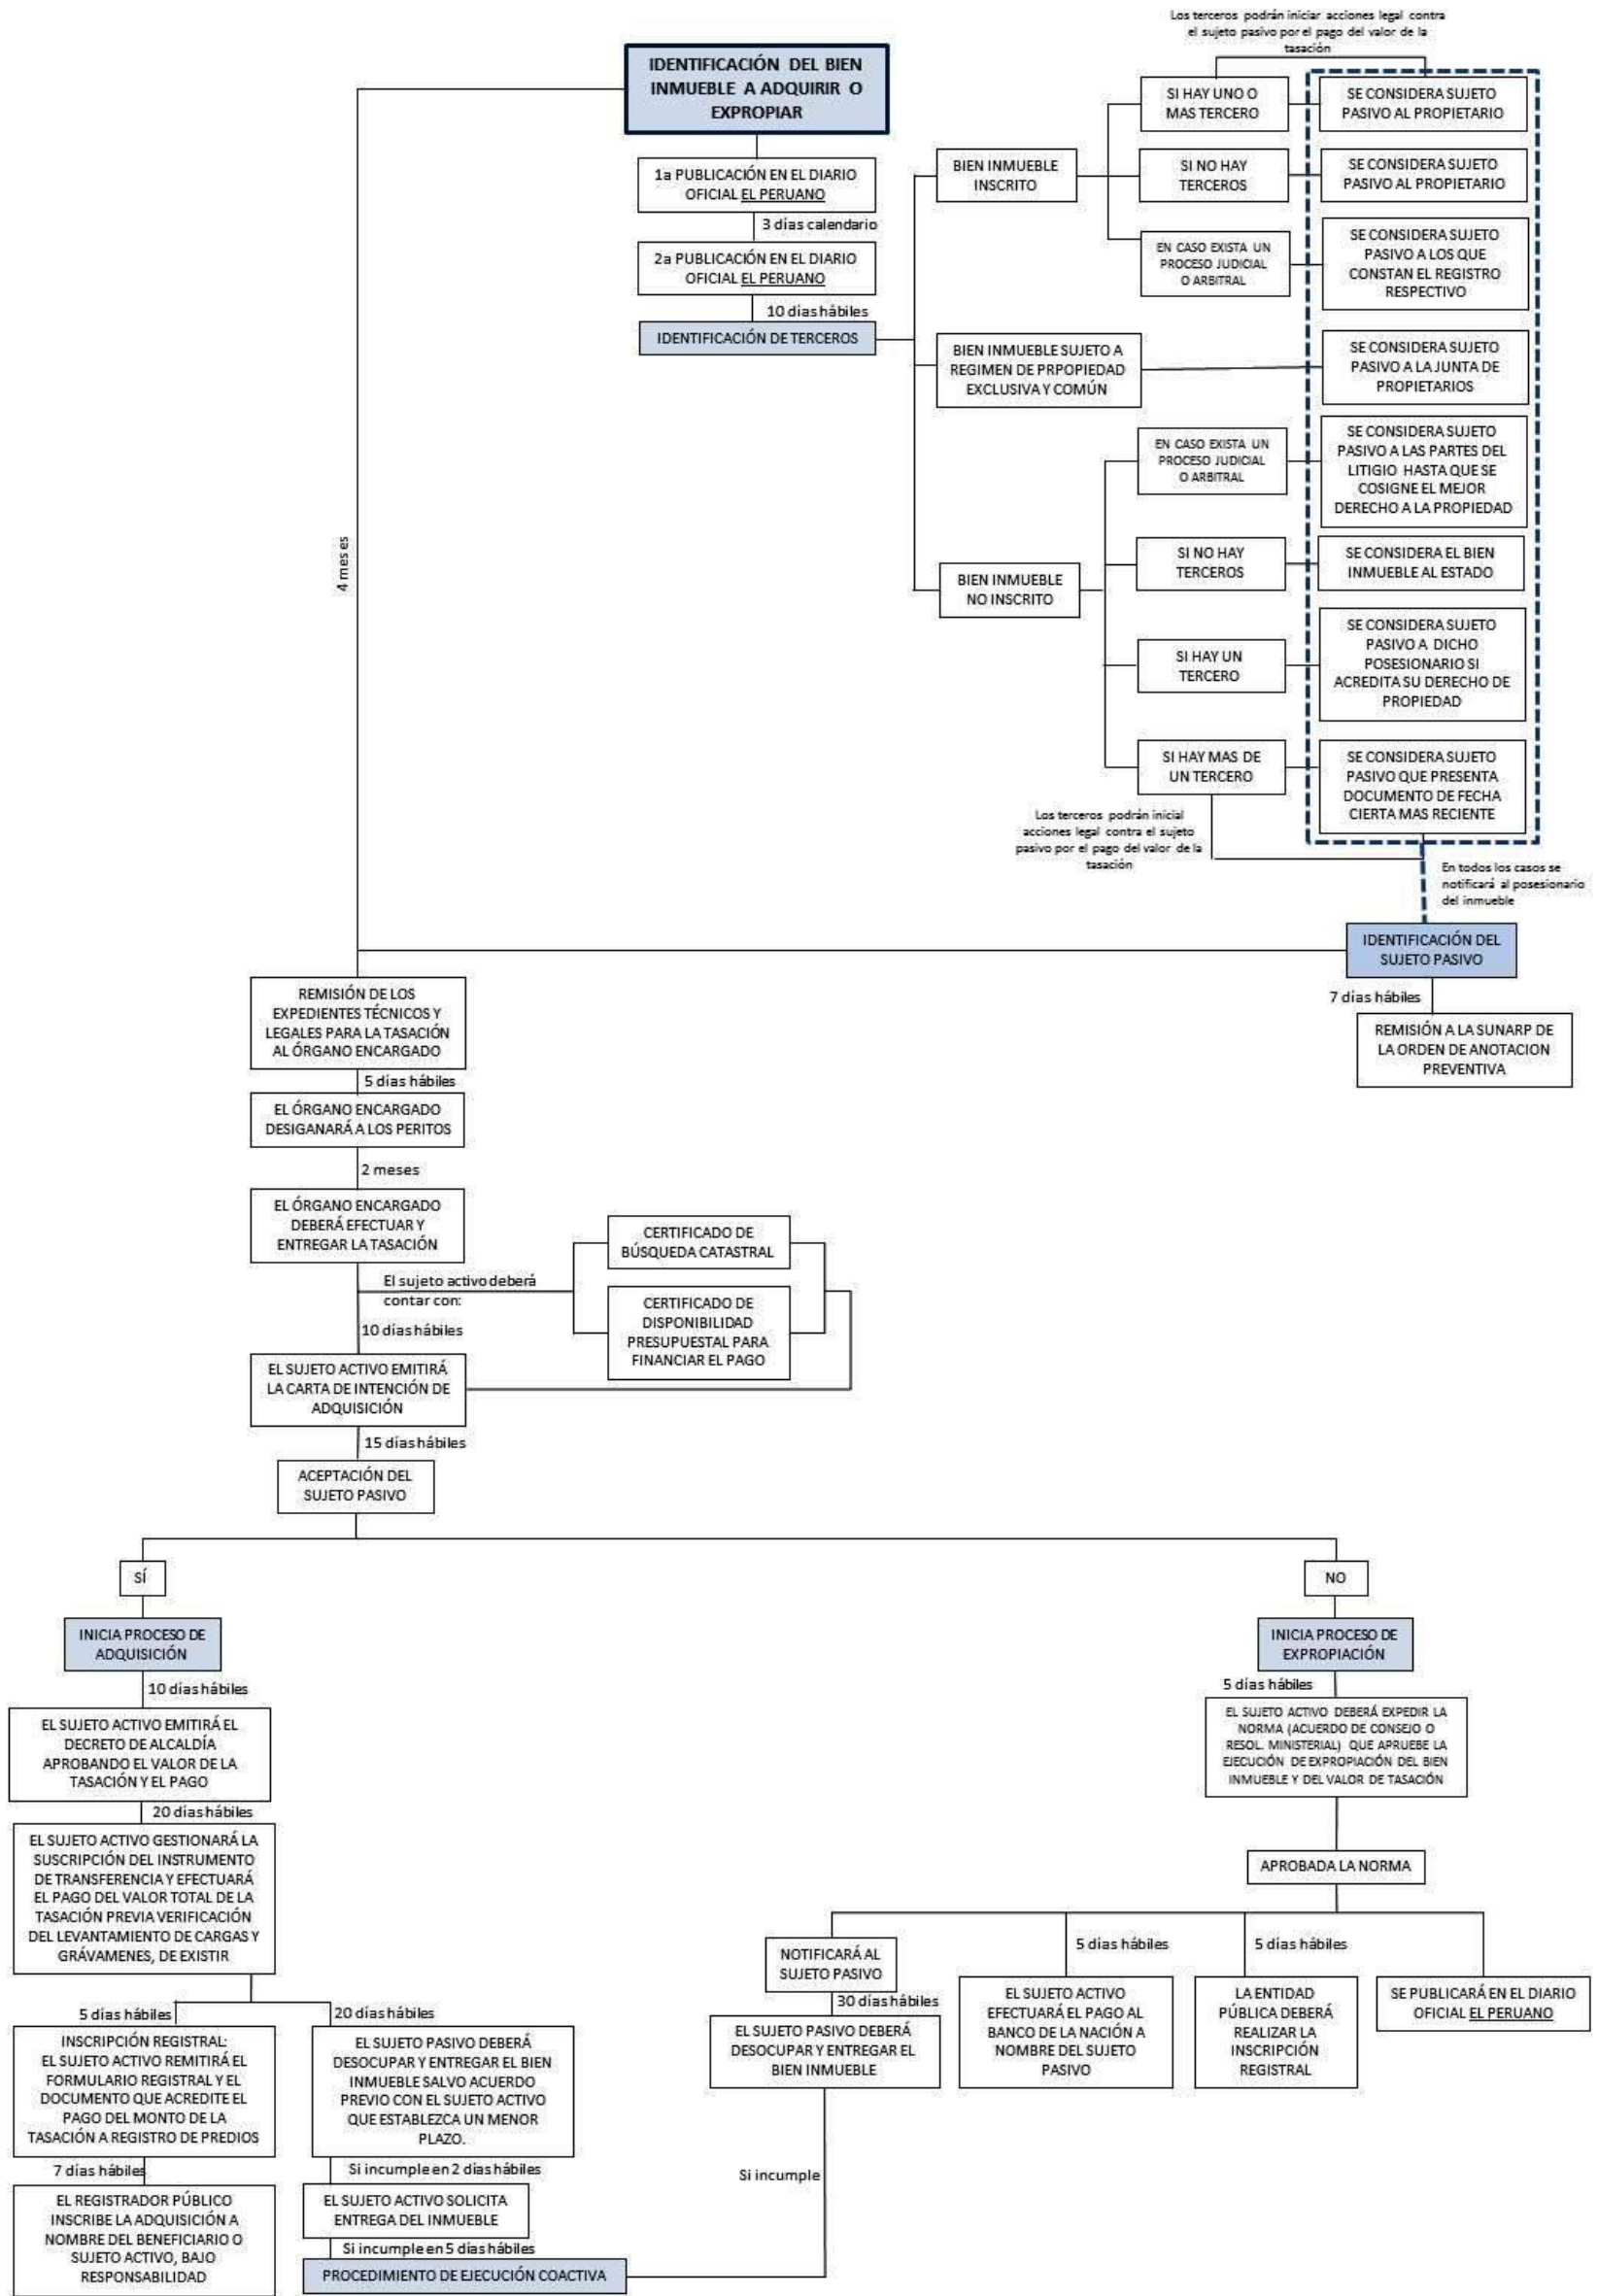 Los terceros podrán iniciar acciones legal contra
el sujeto pasivo por el pago del valor de la
tasación
IDENTIFICACIÓN DEL BIEN
INMUEBLE A ADQUIRIR O
EXPROPIAR
1a PUBLICACIÓN EN EL DIARIO
OFICIAL EL PERUANO
3 días calendario
2a PUBLICACIÓN EN EL DIARIO
OFICIAL EL PERUANO
10 días hábiles
IDENTIFICACIÓN DE TERCEROS
BIEN INMUEBLE
INSCRITO
SI HAY UNO O
MAS TERCERO
SE CONSIDERA SUJETO
PASIVO AL PROPIETARIO
SI NO HAY
TERCEROS
SE CONSIDERA SUJETO
PASIVO AL PROPIETARIO
EN CASO EXISTA UN
PROCESO JUDICIAL
O ARBITRAL
SE CONSIDERA SUJETO
PASIVO A LOS QUE
CONSTAN EL REGISTRO
RESPECTIVO
BIEN INMUEBLE SUJETO A
REGIMEN DE PRPOPIEDAD
EXCLUSIVA Y COMÚN
SE CONSIDERA SUJETO
PASIVO A LA JUNTA DE
PROPIETARIOS
BIEN INMUEBLE
NO INSCRITO
EN CASO EXISTA UN
PROCESO JUDICIAL
O ARBITRAL
SE CONSIDERA SUJETO
PASIVO A LAS PARTES DEL
LITIGIO HASTA QUE SE
COSIGNE EL MEJOR
DERECHO A LA PROPIEDAD
SI NO HAY
TERCEROS
SE CONSIDERA EL BIEN
INMUEBLE AL ESTADO
SI HAY UN
TERCERO
SE CONSIDERA SUJETO
PASIVO A DICHO
POSESIONARIO SI
ACREDITA SU DERECHO DE
PROPIEDAD
SI HAY MAS DE
UN TERCERO
SE CONSIDERA SUJETO
PASIVO QUE PRESENTA
DOCUMENTO DE FECHA
CIERTA MAS RECIENTE
Los terceros podrán inicial
acciones legal contra el sujeto
pasivo por el pago del valor de la
tasación
En todos los casos se
notificará al posesionario
del inmueble
4 meses
IDENTIFICACIÓN DEL
SUJETO PASIVO
7 días hábiles
REMISIÓN A LA SUNARP DE
LA ORDEN DE ANOTACION
PREVENTIVA
REMISIÓN DE LOS
EXPEDIENTES TÉCNICOS Y
LEGALES PARA LA TASACIÓN
AL ÓRGANO ENCARGADO
5 días hábiles
EL ÓRGANO ENCARGADO
DESIGANARÁ A LOS PERITOS
2 meses
EL ÓRGANO ENCARGADO
DEBERÁ EFECTUAR Y
ENTREGAR LA TASACIÓN
El sujeto activo deberá
contar con:
CERTIFICADO DE
BÚSQUEDA CATASTRAL
CERTIFICADO DE
DISPONIBILIDAD
PRESUPUESTAL PARA
FINANCIAR EL PAGO
10 días hábiles
EL SUJETO ACTIVO EMITIRÁ
LA CARTA DE INTENCIÓN DE
ADQUISICIÓN
15 días hábiles
ACEPTACIÓN DEL
SUJETO PASIVO
SÍ
INICIA PROCESO DE
ADQUISICIÓN
10 días hábiles
EL SUJETO ACTIVO EMITIRÁ EL
DECRETO DE ALCALDÍA
APROBANDO EL VALOR DE LA
TASACIÓN Y EL PAGO
20 días hábiles
EL SUJETO ACTIVO GESTIONARÁ LA
SUSCRIPCIÓN DEL INSTRUMENTO
DE TRANSFERENCIA Y EFECTUARÁ
EL PAGO DEL VALOR TOTAL DE LA
TASACIÓN PREVIA VERIFICACIÓN
DEL LEVANTAMIENTO DE CARGAS Y
GRÁVAMENES, DE EXISTIR
5 días hábiles
INSCRIPCIÓN REGISTRAL:
EL SUJETO ACTIVO REMITIRÁ EL
FORMULARIO REGISTRAL Y EL
DOCUMENTO QUE ACREDITE EL
PAGO DEL MONTO DE LA
TASACIÓN A REGISTRO DE PREDIOS
7 días hábiles
EL REGISTRADOR PÚBLICO
INSCRIBE LA ADQUISICIÓN A
NOMBRE DEL BENEFICIARIO O
SUJETO ACTIVO, BAJO
RESPONSABILIDAD
20 días hábiles
EL SUJETO PASIVO DEBERÁ
DESOCUPAR Y ENTREGAR EL BIEN
INMUEBLE SALVO ACUERDO
PREVIO CON EL SUJETO ACTIVO
QUE ESTABLEZCA UN MENOR
PLAZO.
Si incumple en 2 días hábiles
EL SUJETO ACTIVO SOLICITA
ENTREGA DEL INMUEBLE
Si incumple en 5 días hábiles
PROCEDIMIENTO DE EJECUCIÓN COACTIVA
NO
INICIA PROCESO DE
EXPROPIACIÓN
5 días hábiles
EL SUJETO ACTIVO DEBERÁ EXPEDIR LA
NORMA (ACUERDO DE CONSEJO O
RESOL. MINISTERIAL) QUE APRUEBE LA
EJECUCIÓN DE EXPROPIACIÓN DEL BIEN
INMUEBLE Y DEL VALOR DE TASACIÓN
APROBADA LA NORMA
NOTIFICARÁ AL
SUJETO PASIVO
30 días hábiles
EL SUJETO PASIVO DEBERÁ
DESOCUPAR Y ENTREGAR EL
BIEN INMUEBLE
Si incumple
5 días hábiles
EL SUJETO ACTIVO
EFECTUARÁ EL PAGO AL
BANCO DE LA NACIÓN A
NOMBRE DEL SUJETO
PASIVO
5 días hábiles
LA ENTIDAD
PÚBLICA DEBERÁ
REALIZAR LA
INSCRIPCIÓN
REGISTRAL
SE PUBLICARÁ EN EL DIARIO
OFICIAL EL PERUANO